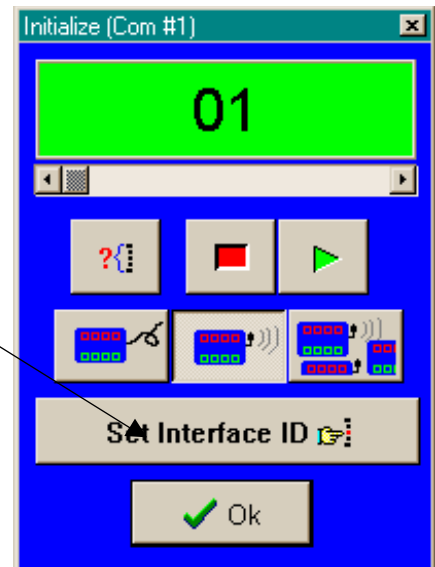 Initialize (Com #1)
01
?{
Set Interface ID
Ok